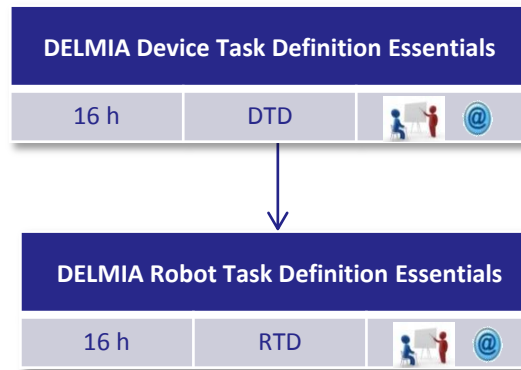 DELMIA Device Task Definition Essentials
16 h DTD @
DELMIA Robot Task Definition Essentials
16 h RTD @